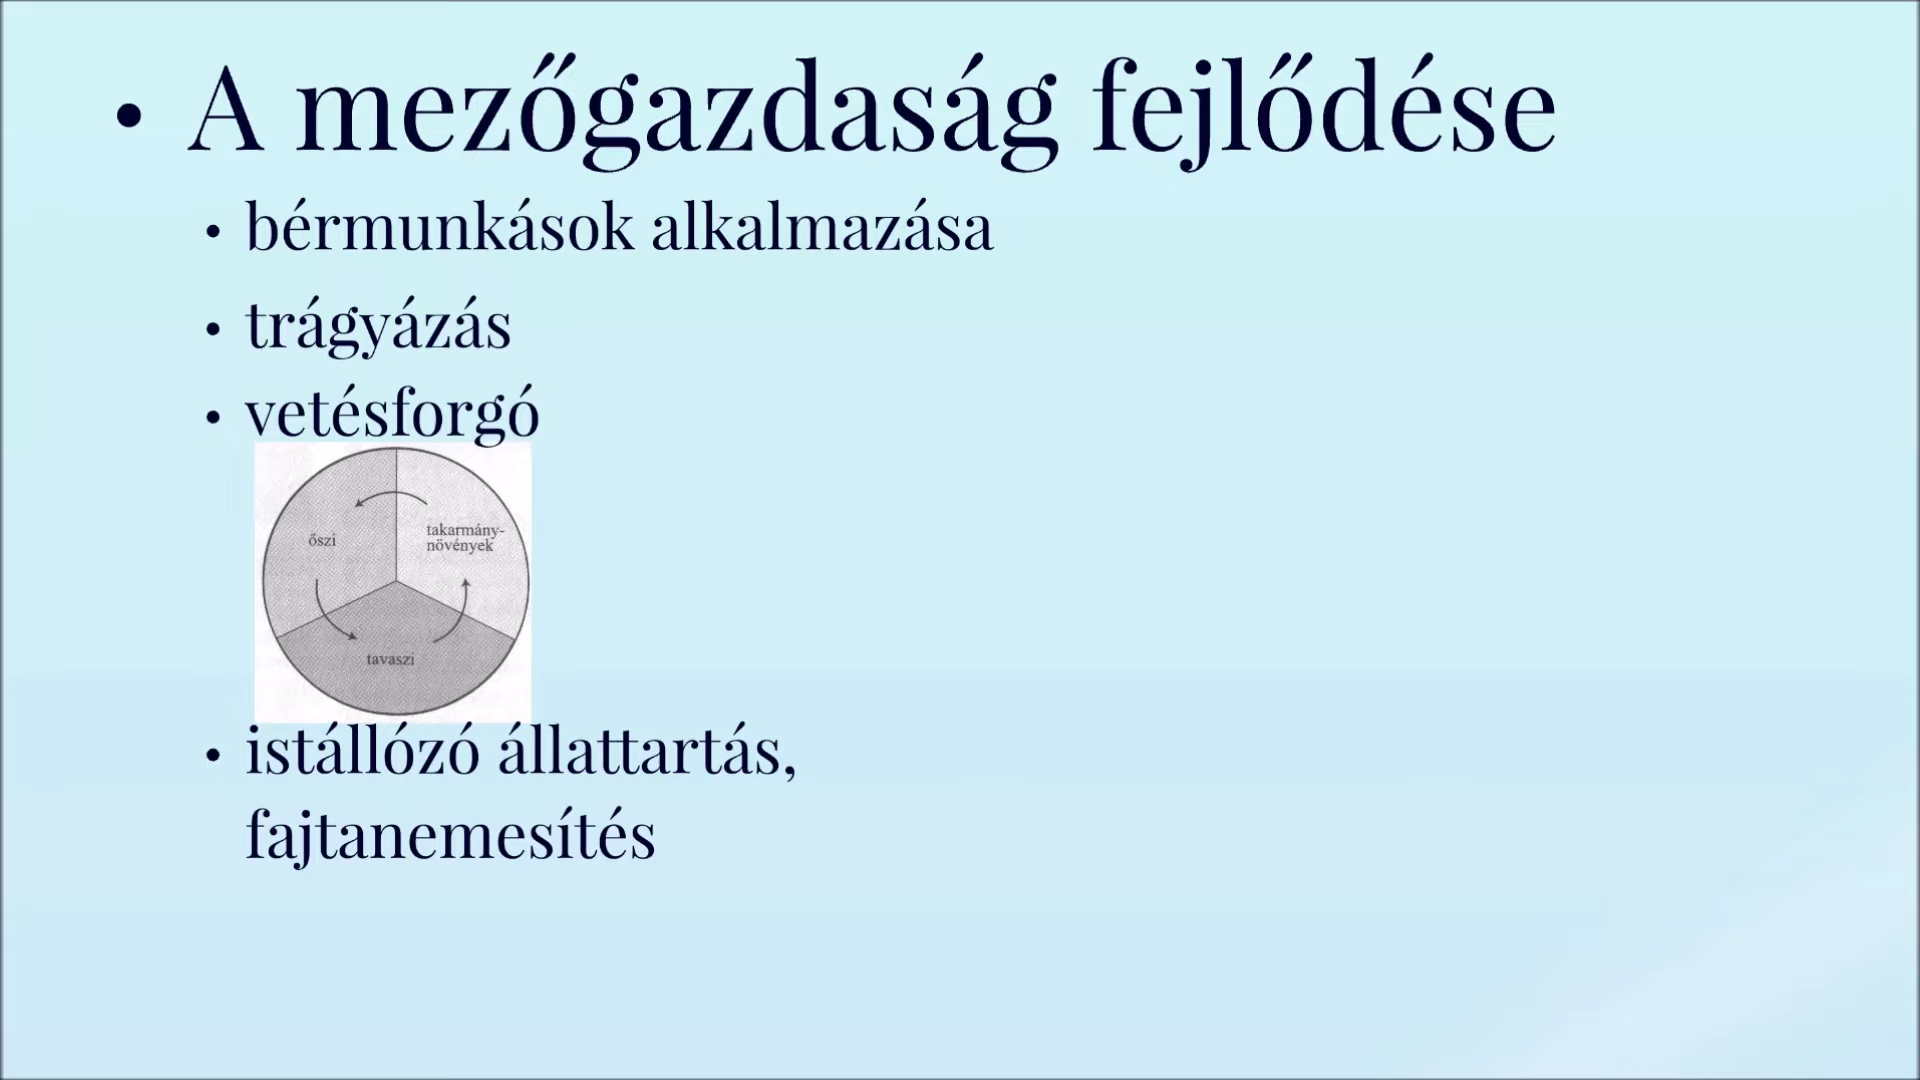 • A mezőgazdaság fejlődése
• bérmunkások alkalmazása
• trágyázás
• vetésforgó
őszi
takarmány-
növények
tavaszi
• istállózó állattartás,
fajtanemesítés